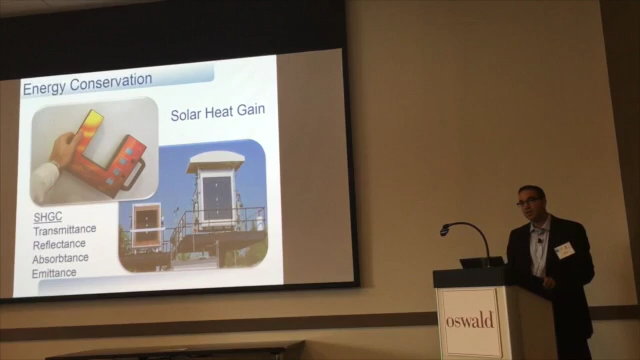 Energy Conservation
Solar Heat Gain
SHGC
Transmittance
Reflectance
Absorbtance
Emittance
oswald